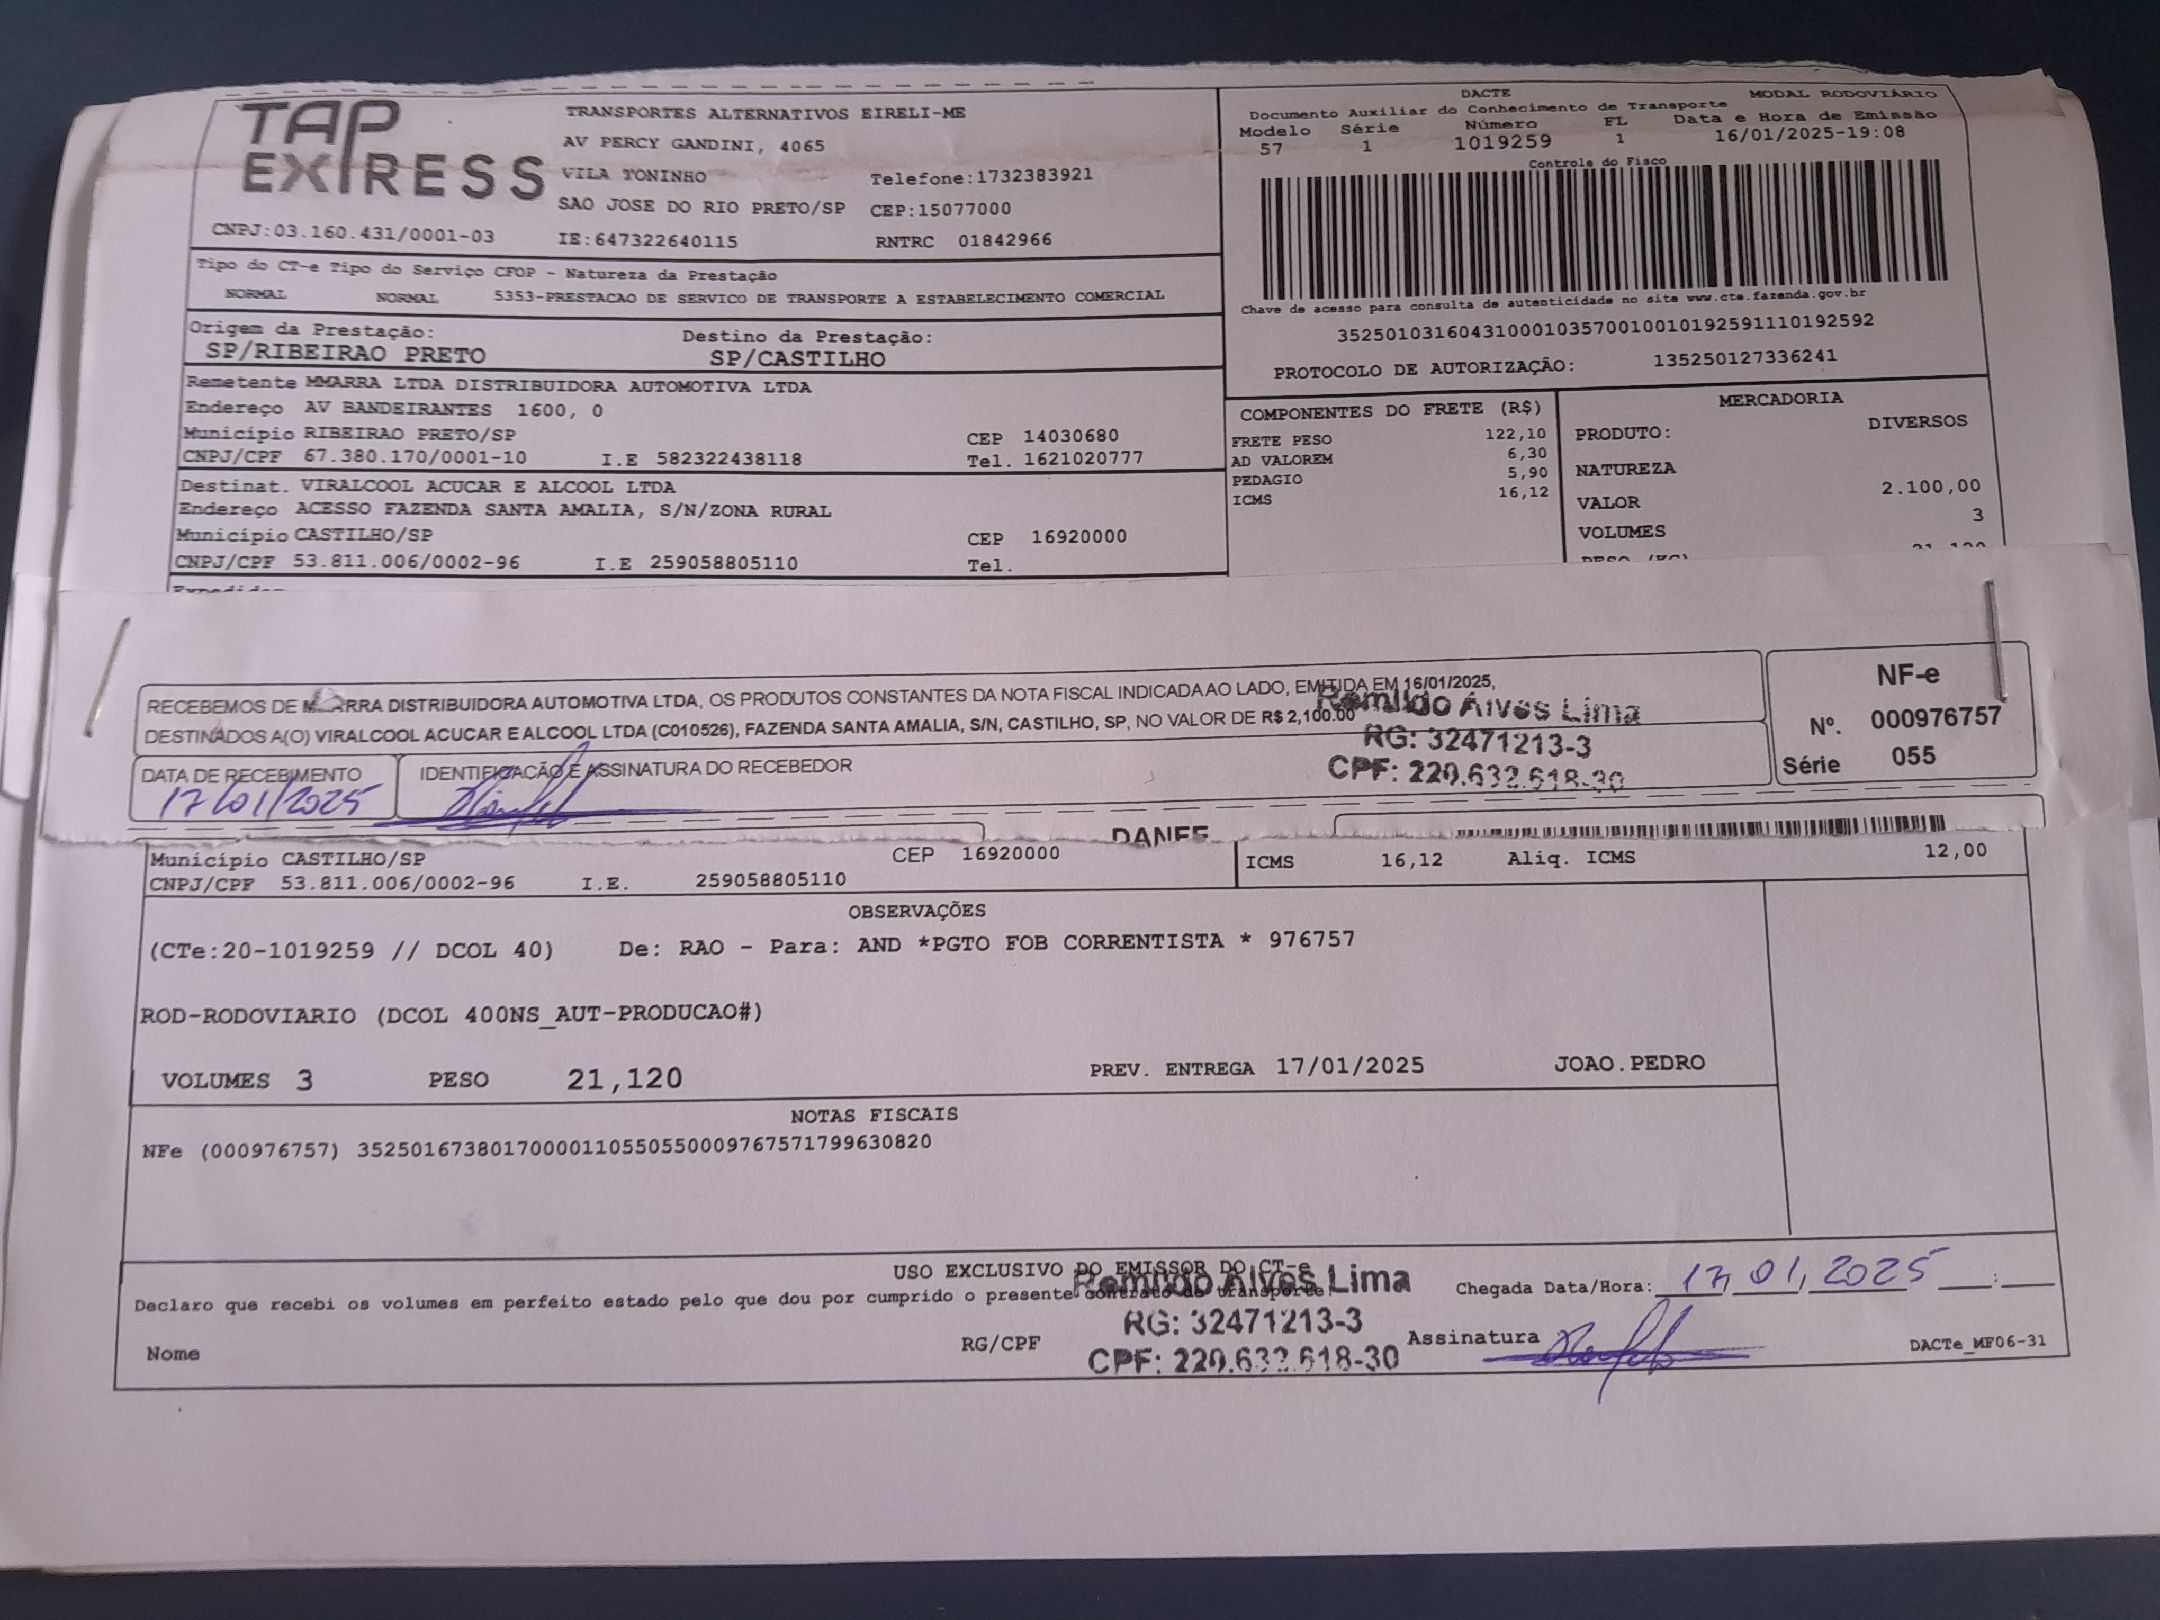 TAP EXPRESS
TRANSPORTES ALTERNATIVOS EIRELI-ME
AV PERCY GANDINI, 4065
VILA TONINHO Telefone:1732383921
SAO JOSE DO RIO PRETO/SP CEP:15077000
CNPJ:03.160.431/0001-03 IE:647322640115 RNTRC 01842966
DACTE MODAL RODOVIÁRIO
Documento Auxiliar do Conhecimento de Transporte
Modelo Série Número FL Data e Hora de Emissão
57 1 1019259 1 16/01/2025-19:08
Controle do Fisco
Chave de acesso para consulta de autenticidade no site www.cte.fazenda.gov.br
35250103160431000103570010010192591110192592
PROTOCOLO DE AUTORIZAÇÃO: 135250127336241
Tipo do CT-e Tipo do Serviço CFOP - Natureza da Prestação
NORMAL NORMAL 5353-PRESTACAO DE SERVICO DE TRANSPORTE A ESTABELECIMENTO COMERCIAL
Origem da Prestação: Destino da Prestação:
SP/RIBEIRAO PRETO SP/CASTILHO
Remetente MMARRA LTDA DISTRIBUIDORA AUTOMOTIVA LTDA
Endereço AV BANDEIRANTES 1600, 0
Município RIBEIRAO PRETO/SP CEP 14030680
CNPJ/CPF 67.380.170/0001-10 I.E 582322438118 Tel. 1621020777
Destinat. VIRALCOOL ACUCAR E ALCOOL LTDA
Endereço ACESSO FAZENDA SANTA AMALIA, S/N/ZONA RURAL
Município CASTILHO/SP CEP 16920000
CNPJ/CPF 53.811.006/0002-96 I.E 259058805110 Tel.
COMPONENTES DO FRETE (R$)
FRETE PESO 122,10
AD VALOREM 6,30
PEDAGIO 5,90
ICMS 16,12
MERCADORIA
PRODUTO: DIVERSOS
NATUREZA
VALOR 2.100,00
VOLUMES 3
RECEBEMOS DE MMARRA DISTRIBUIDORA AUTOMOTIVA LTDA, OS PRODUTOS CONSTANTES DA NOTA FISCAL INDICADA AO LADO, EMITIDA EM 16/01/2025,
DESTINADOS A(O) VIRALCOOL ACUCAR E ALCOOL LTDA (C010526), FAZENDA SANTA AMALIA, S/N, CASTILHO, SP, NO VALOR DE R$ 2,100.00
Remildo Alves Lima
RG: 32471213-3
CPF: 220.632.618-30
DATA DE RECEBIMENTO IDENTIFICAÇÃO E ASSINATURA DO RECEBEDOR
17/01/2025
NF-e
Nº. 000976757
Série 055
DANFE
Município CASTILHO/SP CEP 16920000
CNPJ/CPF 53.811.006/0002-96 I.E. 259058805110
ICMS 16,12 Aliq. ICMS 12,00
OBSERVAÇÕES
(CTe:20-1019259 // DCOL 40) De: RAO - Para: AND *PGTO FOB CORRENTISTA * 976757
ROD-RODOVIARIO (DCOL 400NS_AUT-PRODUCAO#)
VOLUMES 3 PESO 21,120 PREV. ENTREGA 17/01/2025 JOAO.PEDRO
NOTAS FISCAIS
NFe (000976757) 35250167380170000110550550009767571799630820
USO EXCLUSIVO DO EMISSOR DO CT-e
Declaro que recebi os volumes em perfeito estado pelo que dou por cumprido o presente contrato de transporte.
Remildo Alves Lima
RG: 32471213-3
CPF: 220.632.618-30
Chegada Data/Hora: 17, 01, 2025 :
Nome RG/CPF Assinatura
DACTe_MF06-31